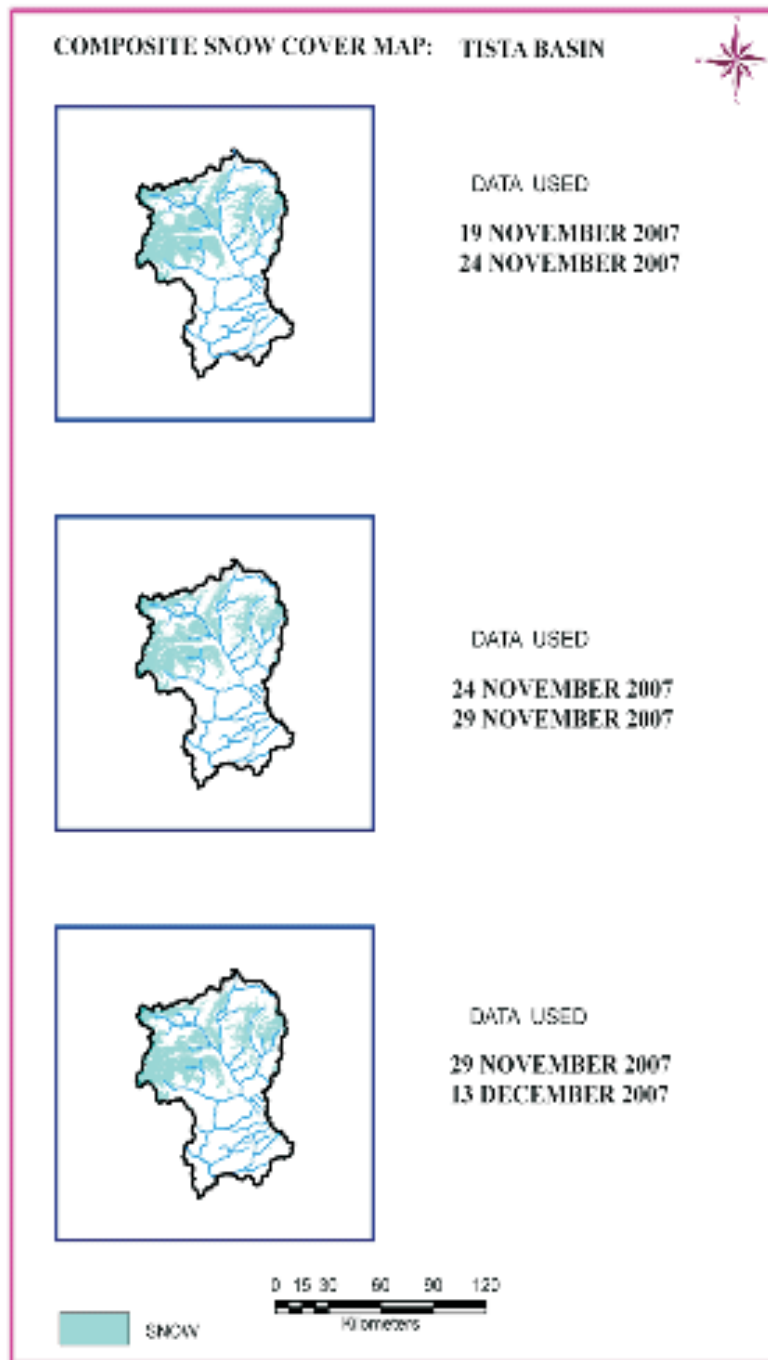 COMPOSITE SNOW COVER MAP: TISTA BASIN
DATA USED
19 NOVEMBER 2007
24 NOVEMBER 2007
DATA USED
24 NOVEMBER 2007
29 NOVEMBER 2007
DATA USED
29 NOVEMBER 2007
13 DECEMBER 2007
0 15 30 60 90 120
Kilometers
SNOW